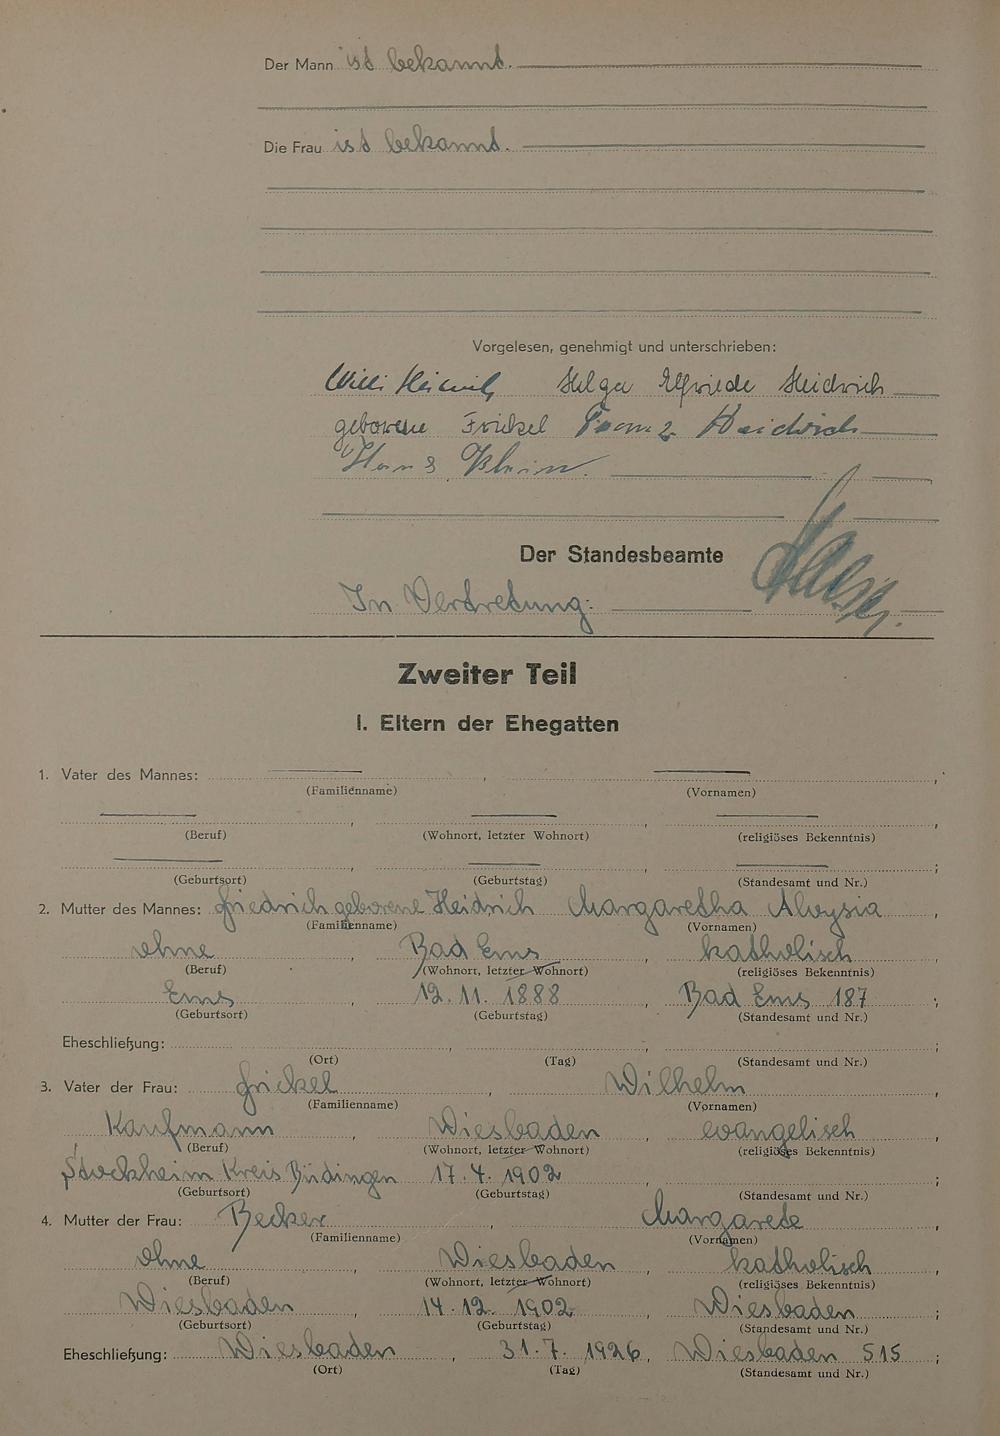 Der Mann ist bekannt.
Die Frau ist bekannt.
Vorgelesen, genehmigt und unterschrieben:
Willi Heidrich Helga Elfriede Heidrich
geborene Frickel Franz Heidrich
Hans
Der Standesbeamte
In Vertretung:
Zweiter Teil
I. Eltern der Ehegatten
1. Vater des Mannes: ,
(Familienname) (Vornamen)
, , ,
(Beruf) (Wohnort, letzter Wohnort) (religiöses Bekenntnis)
, , ;
(Geburtsort) (Geburtstag) (Standesamt und Nr.)
2. Mutter des Mannes: Friedrich geborene Heidrich Margaretha Aloysia ,
(Familienname) (Vornamen)
ohne , Bad Ems , katholisch ,
(Beruf) (Wohnort, letzter Wohnort) (religiöses Bekenntnis)
Ems , 12. 11. 1888 , Bad Ems 187 ;
(Geburtsort) (Geburtstag) (Standesamt und Nr.)
Eheschließung: , , ;
(Ort) (Tag) (Standesamt und Nr.)
3. Vater der Frau: Frickel , Wilhelm ,
(Familienname) (Vornamen)
Kaufmann , Wiesbaden , evangelisch ,
(Beruf) (Wohnort, letzter Wohnort) (religiöses Bekenntnis)
Stockheim Kreis Büdingen 17. 4. 1902 , ;
(Geburtsort) (Geburtstag) (Standesamt und Nr.)
4. Mutter der Frau: Becker , Margarete ,
(Familienname) (Vornamen)
ohne , Wiesbaden , katholisch ,
(Beruf) (Wohnort, letzter Wohnort) (religiöses Bekenntnis)
Wiesbaden , 14. 12. 1902 , Wiesbaden ;
(Geburtsort) (Geburtstag) (Standesamt und Nr.)
Eheschließung: Wiesbaden , 31. 7. 1926 , Wiesbaden 515 ;
(Ort) (Tag) (Standesamt und Nr.)